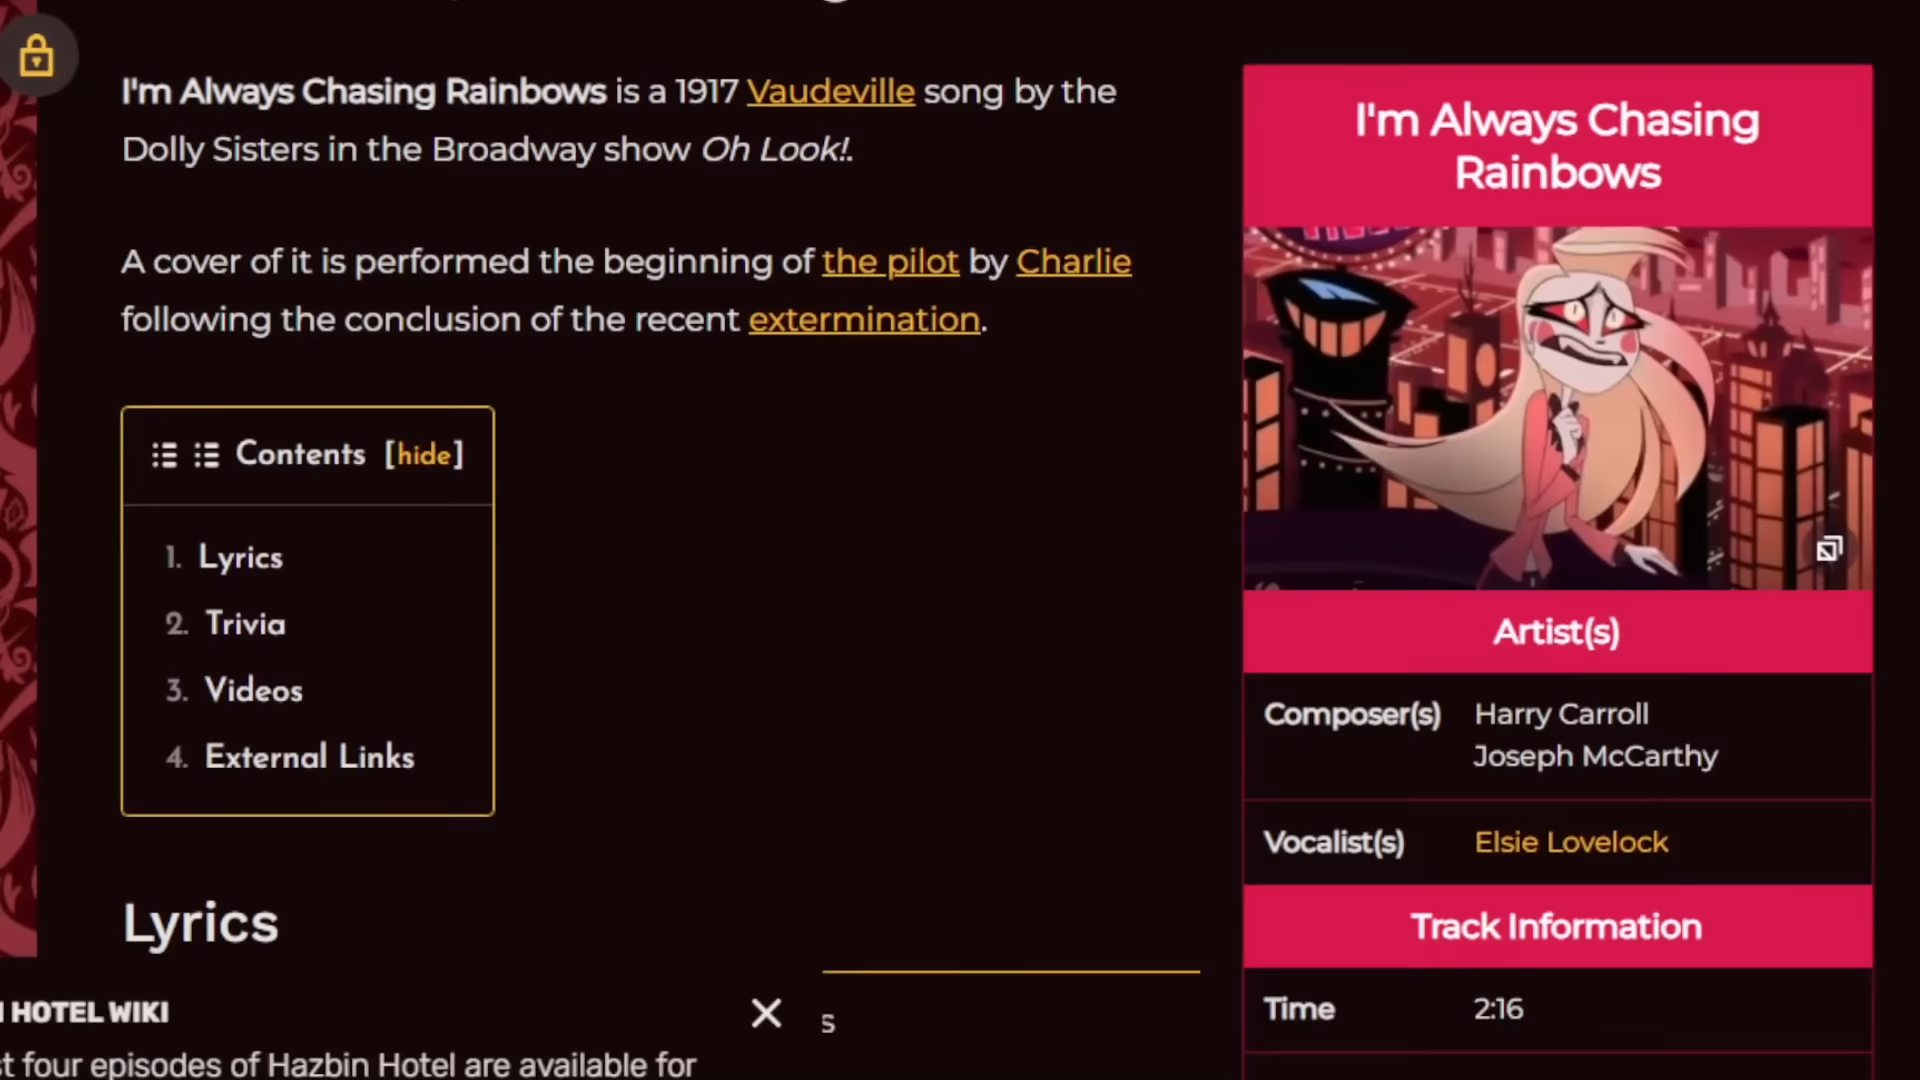 I'm Always Chasing Rainbows is a 1917 Vaudeville song by the
Dolly Sisters in the Broadway show Oh Look!.
A cover of it is performed the beginning of the pilot by Charlie
following the conclusion of the recent extermination.
Contents [hide]
1. Lyrics
2. Trivia
3. Videos
4. External Links
Lyrics
HOTEL WIKI
four episodes of Hazbin Hotel are available for
s
I'm Always Chasing
Rainbows
Artist(s)
Composer(s) Harry Carroll
Joseph McCarthy
Vocalist(s) Elsie Lovelock
Track Information
Time 2:16